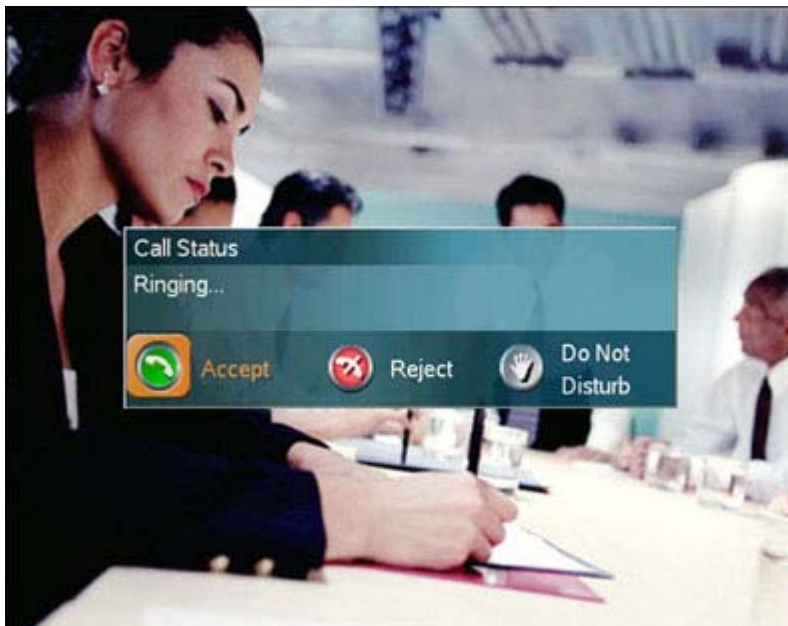 Call Status
Ringing...
Accept
Reject
Do Not
Disturb